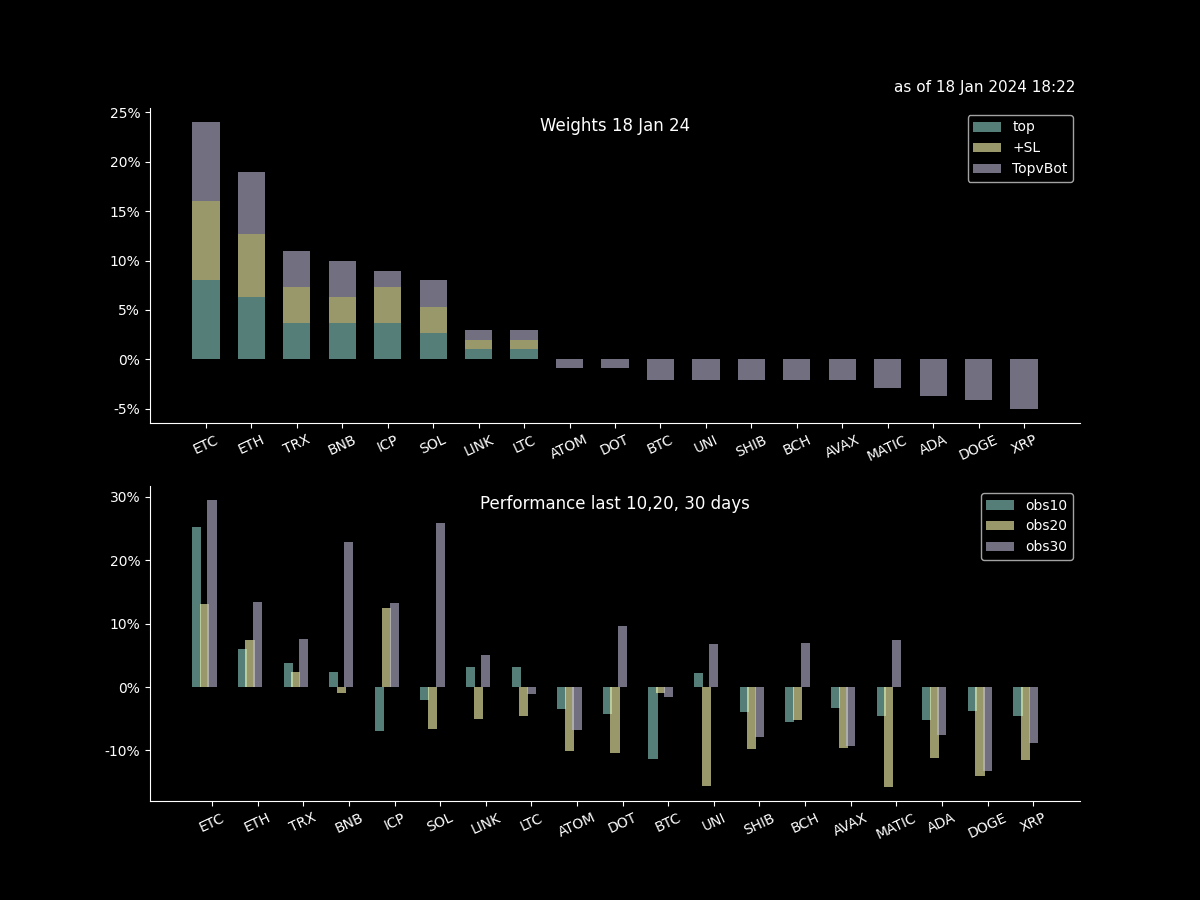 as of 18 Jan 2024 18:22
Weights 18 Jan 24
25%
20%
15%
10%
5%
0%
-5%
top
+SL
TopvBot
ETC ETH TRX BNB ICP SOL LINK LTC ATOM DOT BTC UNI SHIB BCH AVAX MATIC ADA DOGE XRP
Performance last 10,20, 30 days
30%
20%
10%
0%
-10%
obs10
obs20
obs30
ETC ETH TRX BNB ICP SOL LINK LTC ATOM DOT BTC UNI SHIB BCH AVAX MATIC ADA DOGE XRP